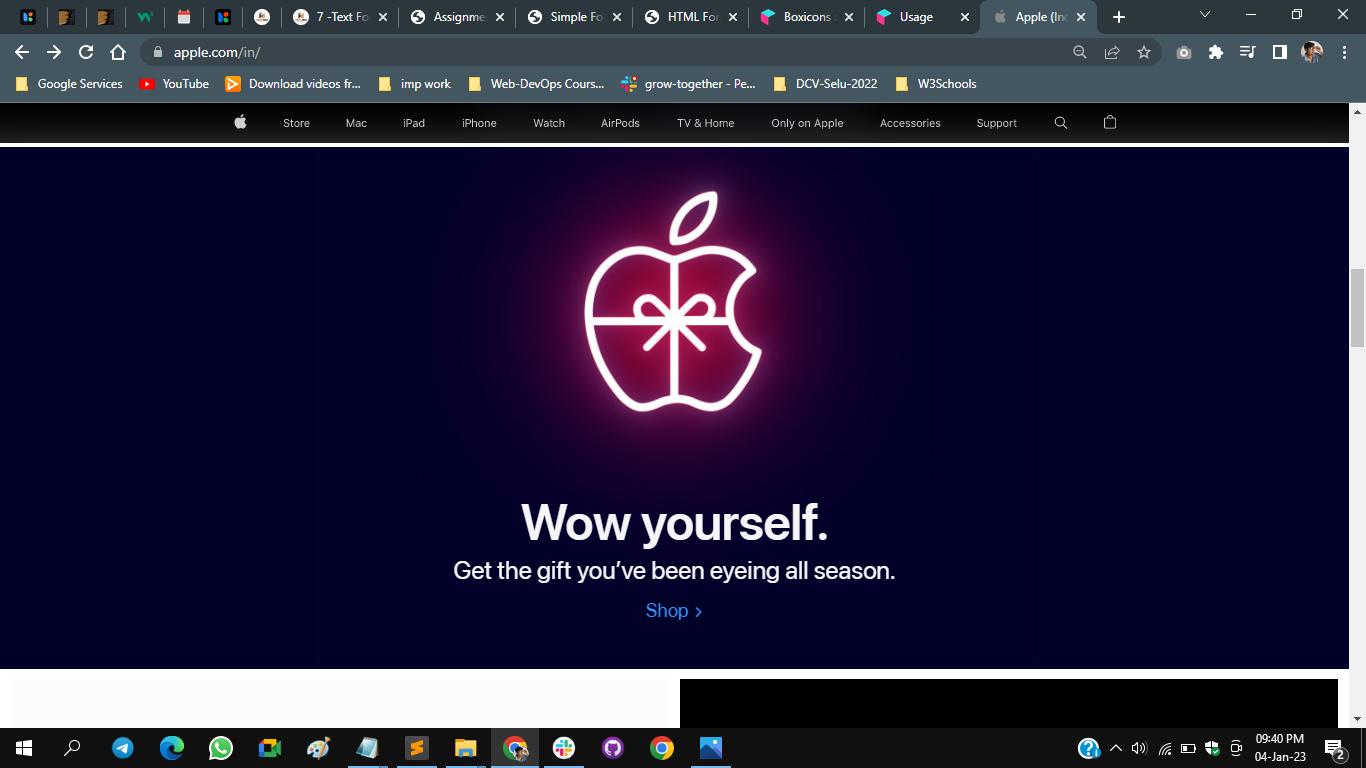 7 -Text Fo
Assignme
Simple Fo
HTML For
Boxicons :
Usage
Apple (Inc
apple.com/in/
Google Services
YouTube
Download videos fr...
imp work
Web-DevOps Cours...
grow-together - Pe...
DCV-Selu-2022
W3Schools
Store Mac iPad iPhone Watch AirPods TV & Home Only on Apple Accessories Support
Wow yourself.
Get the gift you’ve been eyeing all season.
Shop >
09:40 PM
04-Jan-23
2